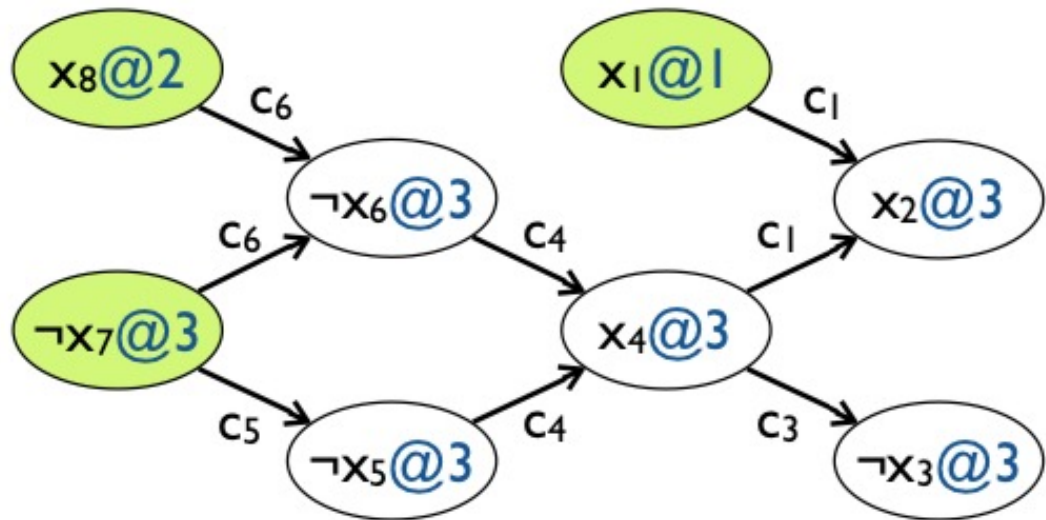 x₈@2
x₁@1
c₆
c₁
¬x₆@3
x₂@3
c₆
c₄
c₁
¬x₇@3
x₄@3
c₅
c₄
c₃
¬x₅@3
¬x₃@3